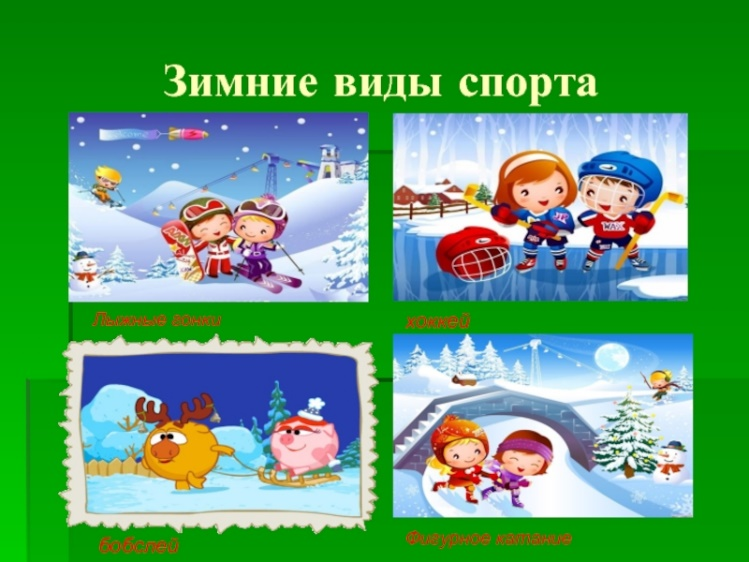 Зимние виды спорта
Лыжные гонки
хоккей
бобслей
Фигурное катание